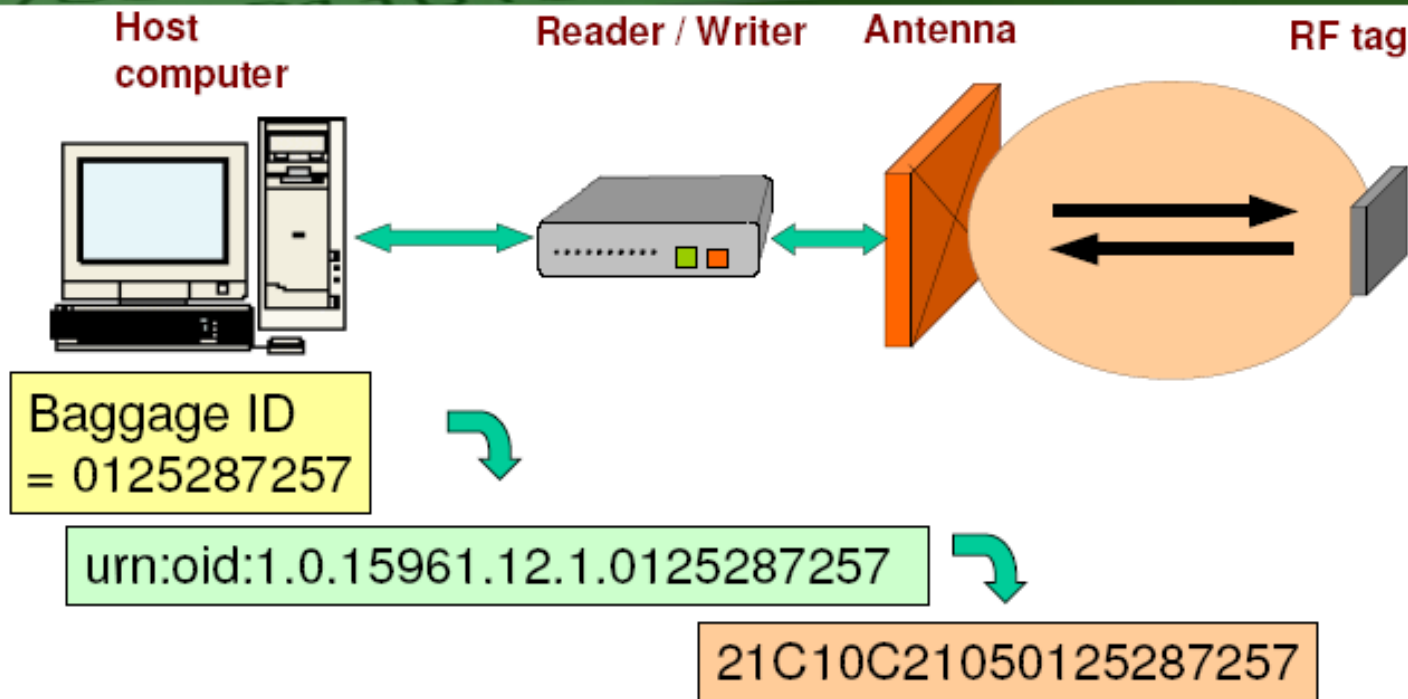 Host
computer
Reader / Writer
Antenna
RF tag
Baggage ID
= 0125287257
urn:oid:1.0.15961.12.1.0125287257
21C10C21050125287257